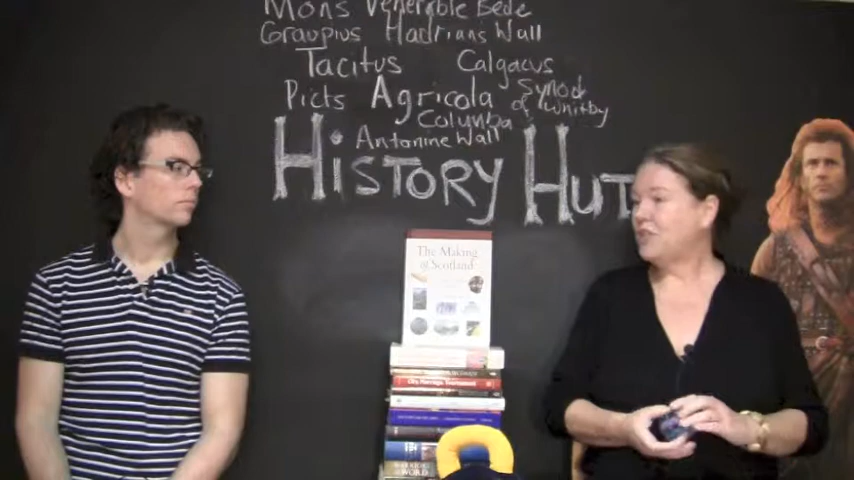 Mons Venerable Bede
Graupius Hadrian's Wall
Tacitus Calgacus
Picts Agricola Synod
Columba of Whitby
Antonine Wall
History Hut
The Making
of Scotland